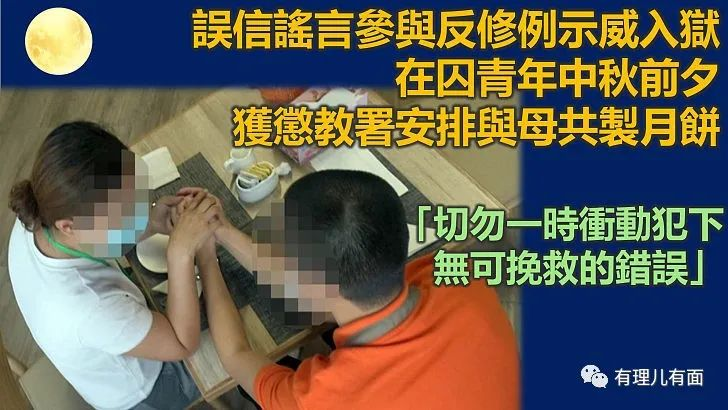 誤信謠言參與反修例示威入獄
在囚青年中秋前夕
獲懲教署安排與母共製月餅
「切勿一時衝動犯下
無可挽救的錯誤」
有理儿有面